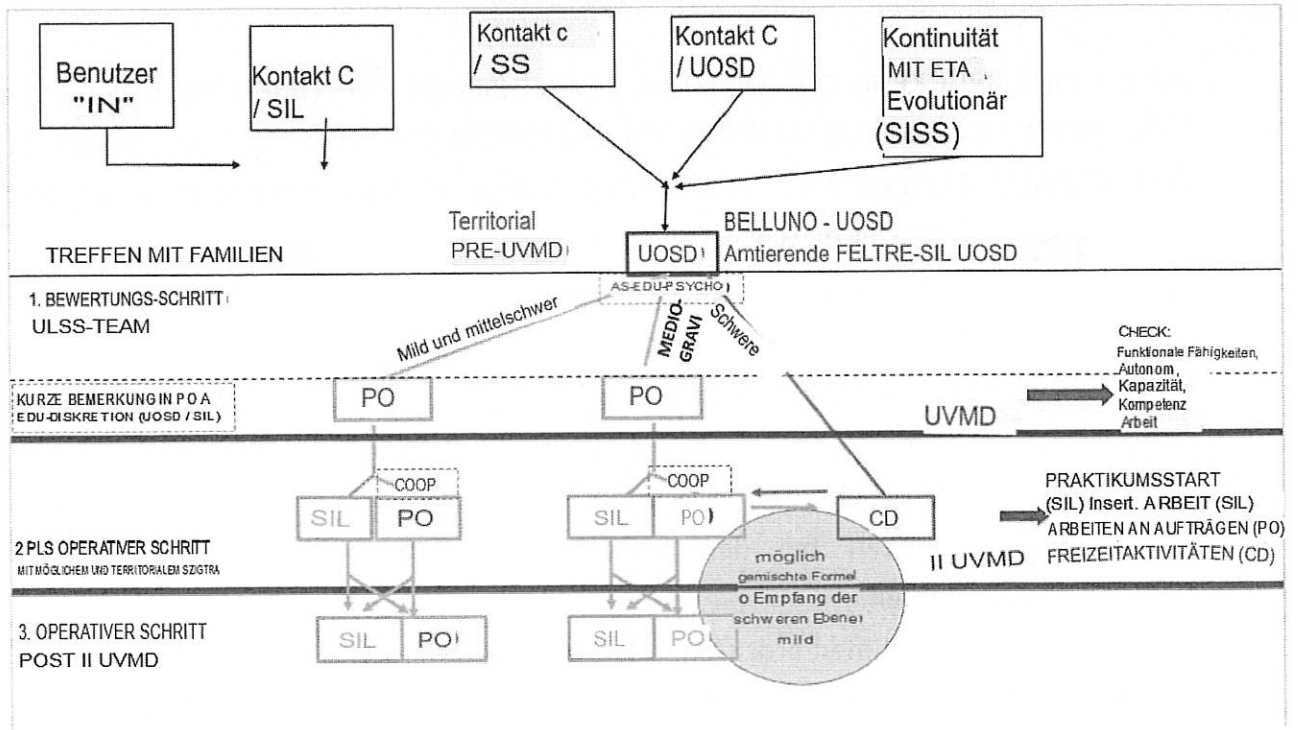 Benutzer
"IN"
Kontakt C
/ SIL
Kontakt c
/ SS
Kontakt C
/ UOSD
Kontinuität
MIT ETA
Evolutionär
(SISS)
Territorial
PRE-UVMD)
UOSD)
BELLUNO - UOSD
Amtierende FELTRE-SIL UOSD
TREFFEN MIT FAMILIEN
AS-EDU-PSYCHO)
1. BEWERTUNGS-SCHRITT)
ULSS-TEAM
Mild und mittelschwer
MEDIO-
GRAVI
Schwere
CHECK:
Funktionale Fähigkeiten,
Autonom,
Kapazität,
Kompetenz
Arbeit
KURZE BEMERKUNG IN PO A
EDU-DISKRETION (UOSD / SIL)
PO
PO
UVMD
COOP
COOP
SIL
PO
SIL
PO)
CD
PRAKTIKUMSSTART
(SIL) Insert. ARBEIT (SIL)
ARBEITEN AN AUFTRÄGEN (PO)
FREIZEITAKTIVITÄTEN (CD)
II UVMD
2 PLS OPERATIVER SCHRITT
MIT MÖGLICHEM UND TERRITORIALEM SZIGTRA
möglich
gemischte Formel
o Empfang der
schweren Ebene)
mild
3. OPERATIVER SCHRITT
POST II UVMD
SIL
PO)
SIL
PO)